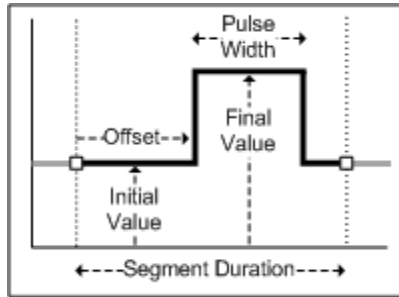 Pulse
Width
Offset
Final
Value
Initial
Value
Segment Duration